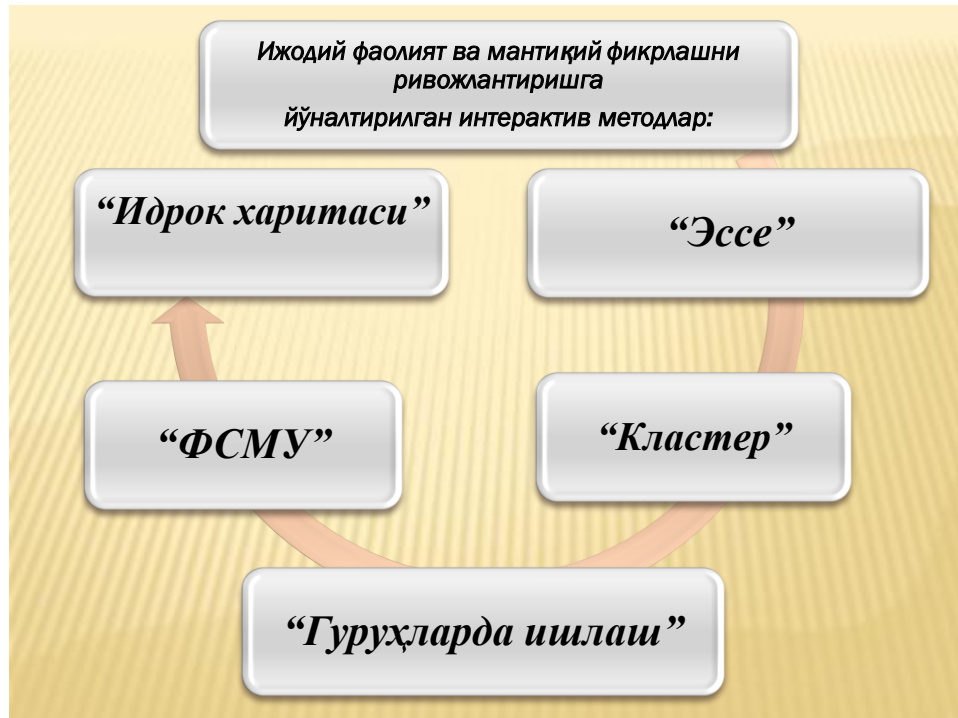 Ижодий фаолият ва мантиқий фикрлашни
ривожлантиришга
йўналтирилган интерактив методлар:
“Идрок харитаси”
“Эссе”
“ФСМУ”
“Кластер”
“Гуруҳларда ишлаш”